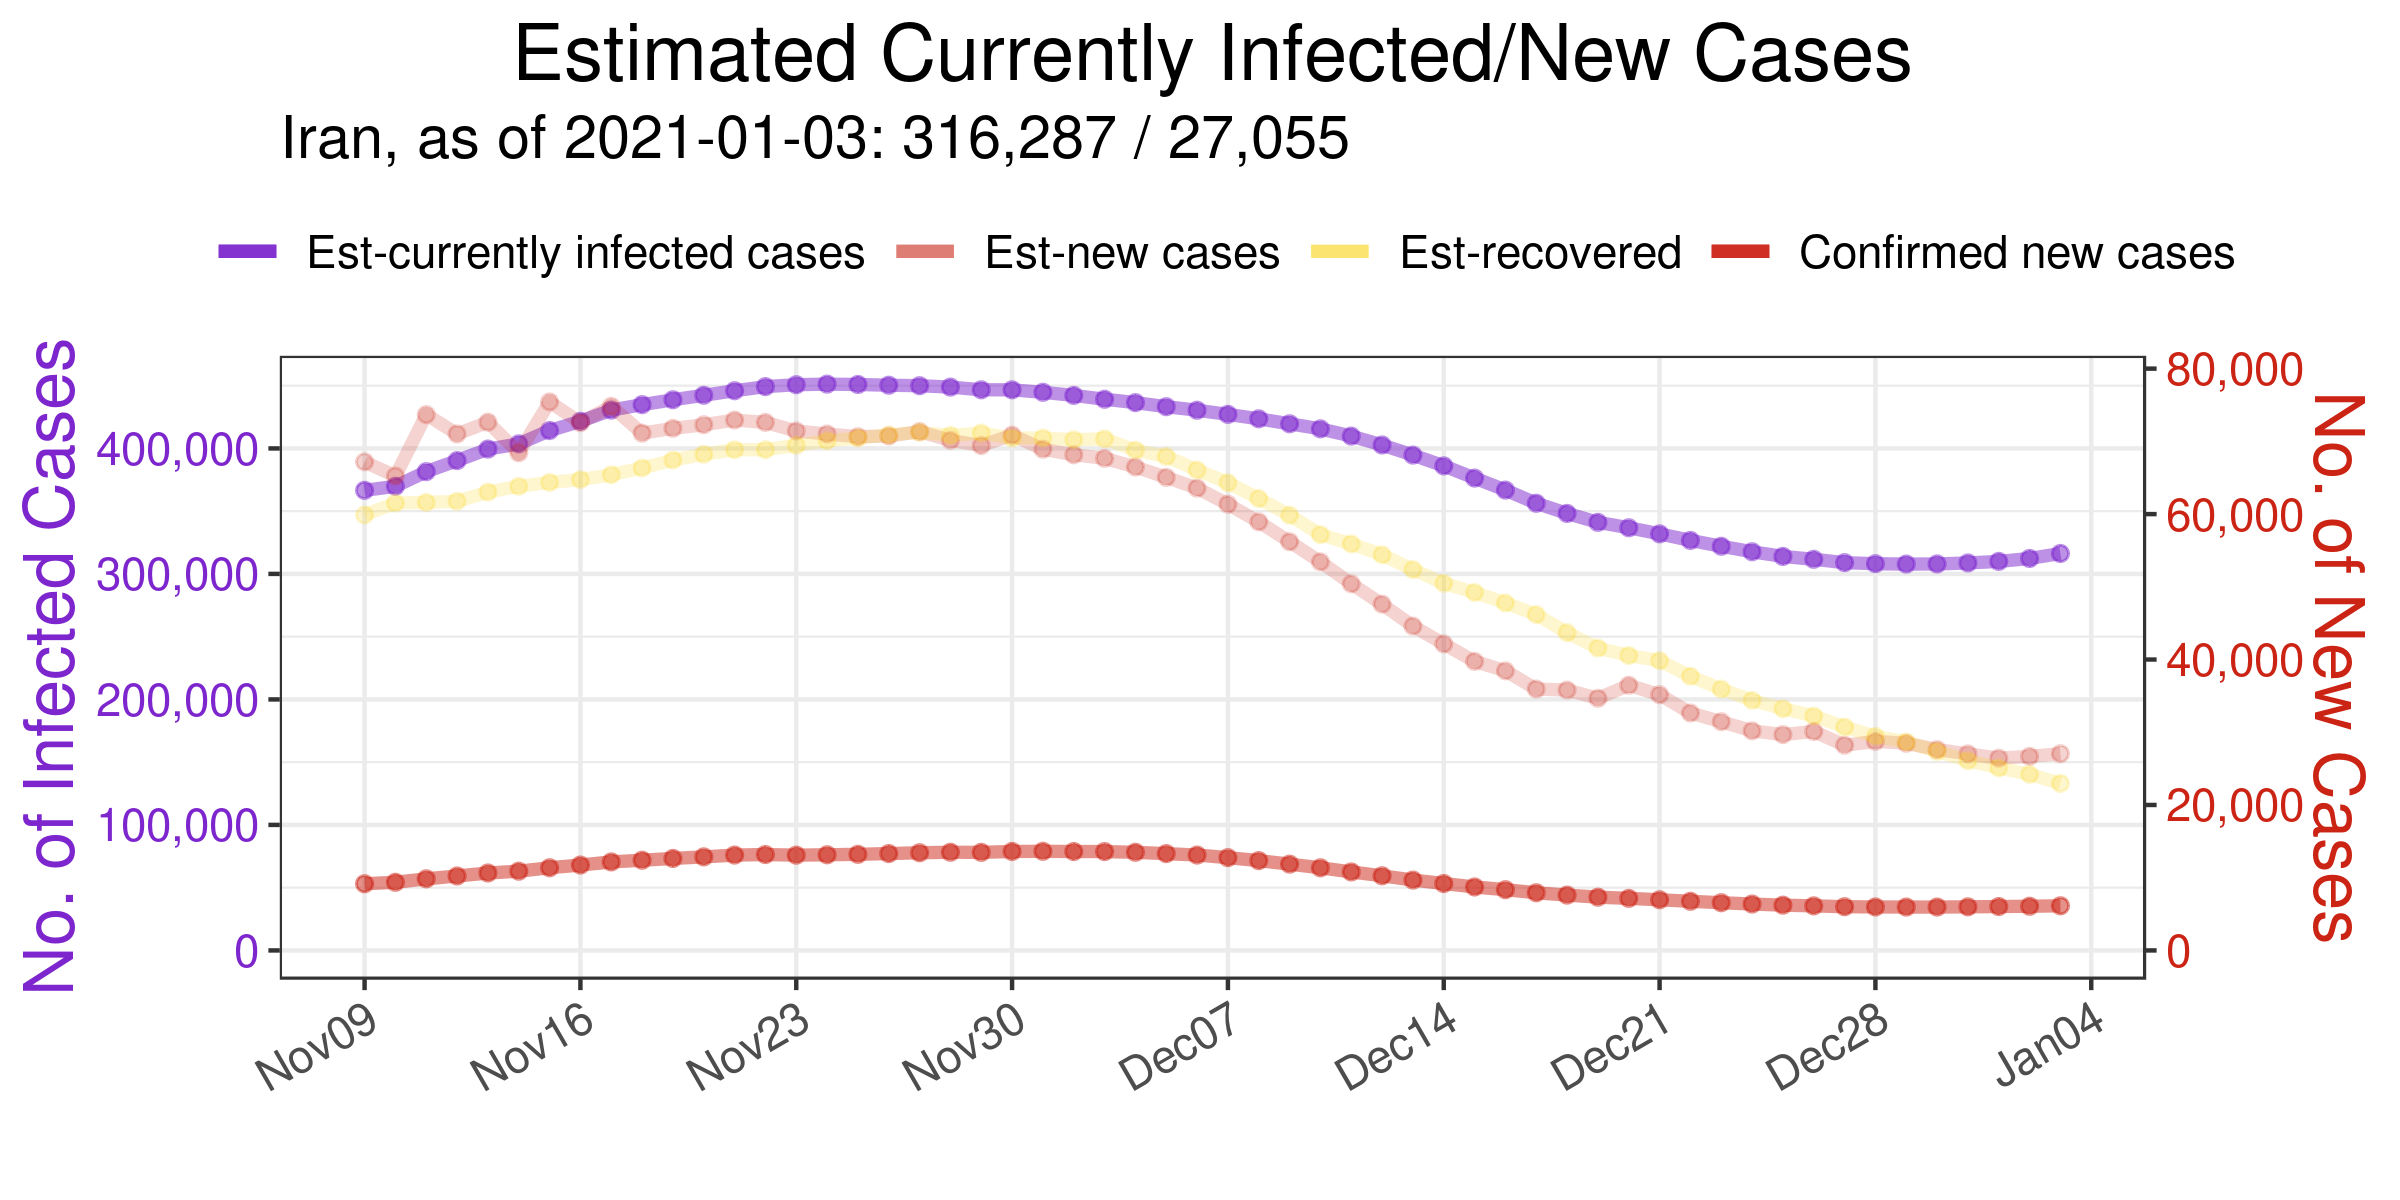 Estimated Currently Infected/New Cases
Iran, as of 2021-01-03: 316,287 / 27,055
Est-currently infected cases Est-new cases Est-recovered Confirmed new cases
No. of Infected Cases
400,000
300,000
200,000
100,000
0
80,000
60,000
40,000
20,000
0
No. of New Cases
Nov09 Nov16 Nov23 Nov30 Dec07 Dec14 Dec21 Dec28 Jan04